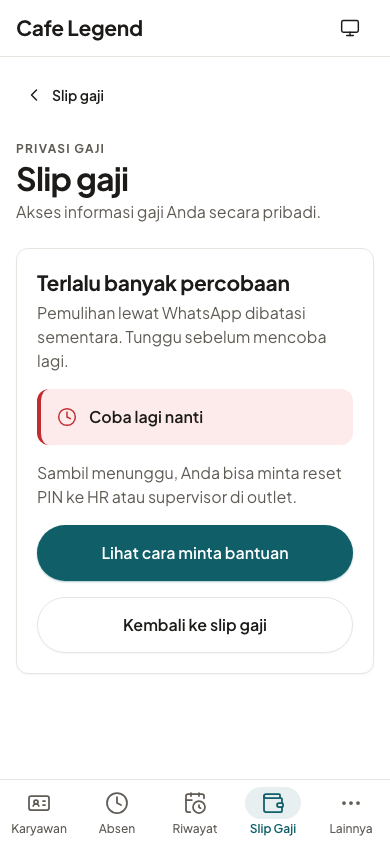 Cafe Legend
Slip gaji
PRIVASI GAJI
Slip gaji
Akses informasi gaji Anda secara pribadi.
Terlalu banyak percobaan
Pemulihan lewat WhatsApp dibatasi
sementara. Tunggu sebelum mencoba
lagi.
Coba lagi nanti
Sambil menunggu, Anda bisa minta reset
PIN ke HR atau supervisor di outlet.
Lihat cara minta bantuan
Kembali ke slip gaji
Karyawan
Absen
Riwayat
Slip Gaji
Lainnya